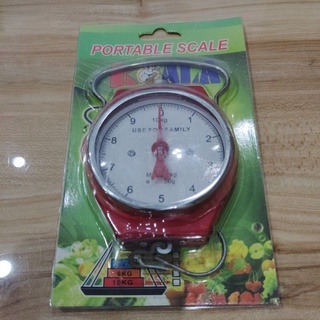 PORTABLE SCALE
0
9 10kg 1
USE FOR FAMILY
8 2
7 3
6 4
5
5KG
10KG